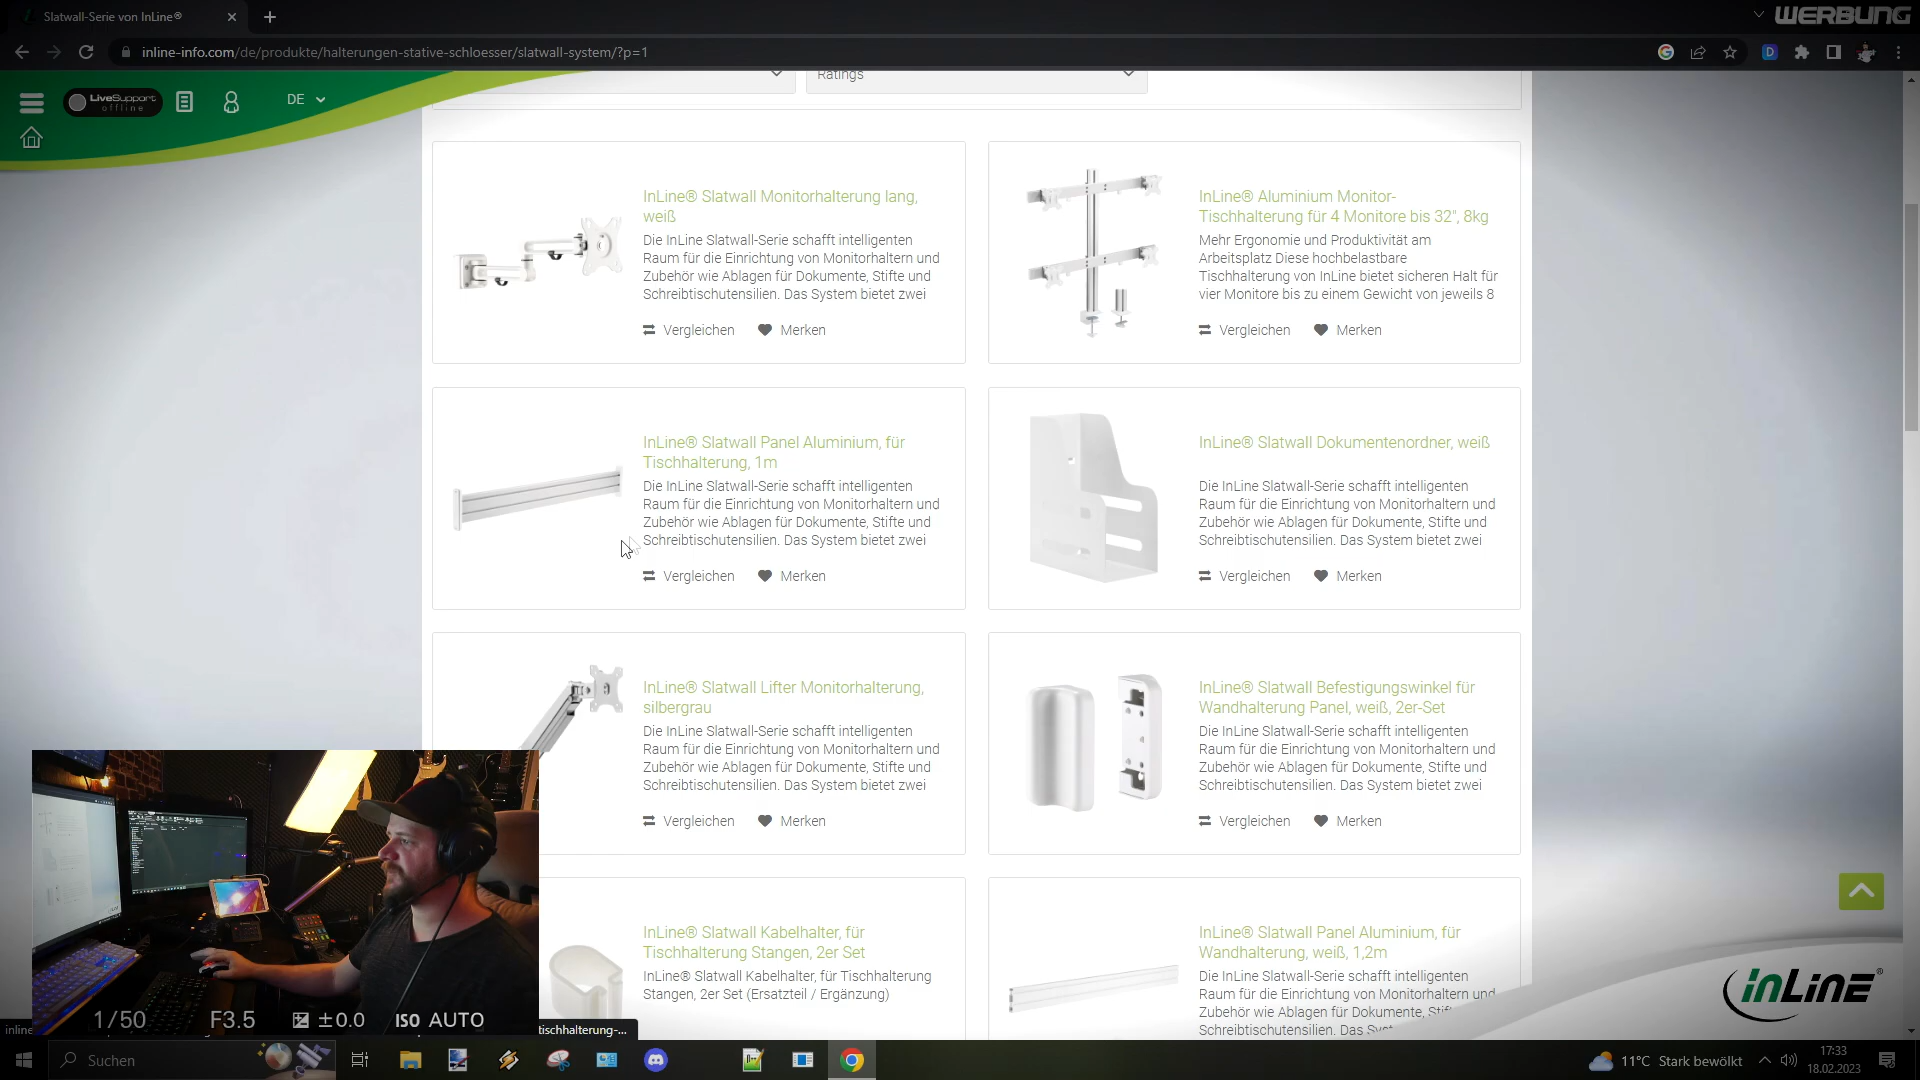 Slatwall-Serie von InLine®
WERBUNG
inline-info.com/de/produkte/halterungen-stative-schloesser/slatwall-system/?p=1
Ratings
LiveSupport
offline
DE
InLine® Slatwall Monitorhalterung lang,
weiß
Die InLine Slatwall-Serie schafft intelligenten
Raum für die Einrichtung von Monitorhaltern und
Zubehör wie Ablagen für Dokumente, Stifte und
Schreibtischutensilien. Das System bietet zwei
Vergleichen
Merken
InLine® Aluminium Monitor-
Tischhalterung für 4 Monitore bis 32", 8kg
Mehr Ergonomie und Produktivität am
Arbeitsplatz Diese hochbelastbare
Tischhalterung von InLine bietet sicheren Halt für
vier Monitore bis zu einem Gewicht von jeweils 8
Vergleichen
Merken
InLine® Slatwall Panel Aluminium, für
Tischhalterung, 1m
Die InLine Slatwall-Serie schafft intelligenten
Raum für die Einrichtung von Monitorhaltern und
Zubehör wie Ablagen für Dokumente, Stifte und
Schreibtischutensilien. Das System bietet zwei
Vergleichen
Merken
InLine® Slatwall Dokumentenordner, weiß
Die InLine Slatwall-Serie schafft intelligenten
Raum für die Einrichtung von Monitorhaltern und
Zubehör wie Ablagen für Dokumente, Stifte und
Schreibtischutensilien. Das System bietet zwei
Vergleichen
Merken
InLine® Slatwall Lifter Monitorhalterung,
silbergrau
Die InLine Slatwall-Serie schafft intelligenten
Raum für die Einrichtung von Monitorhaltern und
Zubehör wie Ablagen für Dokumente, Stifte und
Schreibtischutensilien. Das System bietet zwei
Vergleichen
Merken
InLine® Slatwall Befestigungswinkel für
Wandhalterung Panel, weiß, 2er-Set
Die InLine Slatwall-Serie schafft intelligenten
Raum für die Einrichtung von Monitorhaltern und
Zubehör wie Ablagen für Dokumente, Stifte und
Schreibtischutensilien. Das System bietet zwei
Vergleichen
Merken
InLine® Slatwall Kabelhalter, für
Tischhalterung Stangen, 2er Set
InLine® Slatwall Kabelhalter, für Tischhalterung
Stangen, 2er Set (Ersatzteil / Ergänzung)
InLine® Slatwall Panel Aluminium, für
Wandhalterung, weiß, 1,2m
Die InLine Slatwall-Serie schafft intelligenten
Raum für die Einrichtung von Monitorhaltern und
Zubehör wie Ablagen für Dokumente,
Schreibtischutensilien. Das
inLine®
1/50
F3.5
±0.0
ISO AUTO
inline
tischhalterung-...
Suchen
11°C Stark bewölkt
17:33
18.02.2023